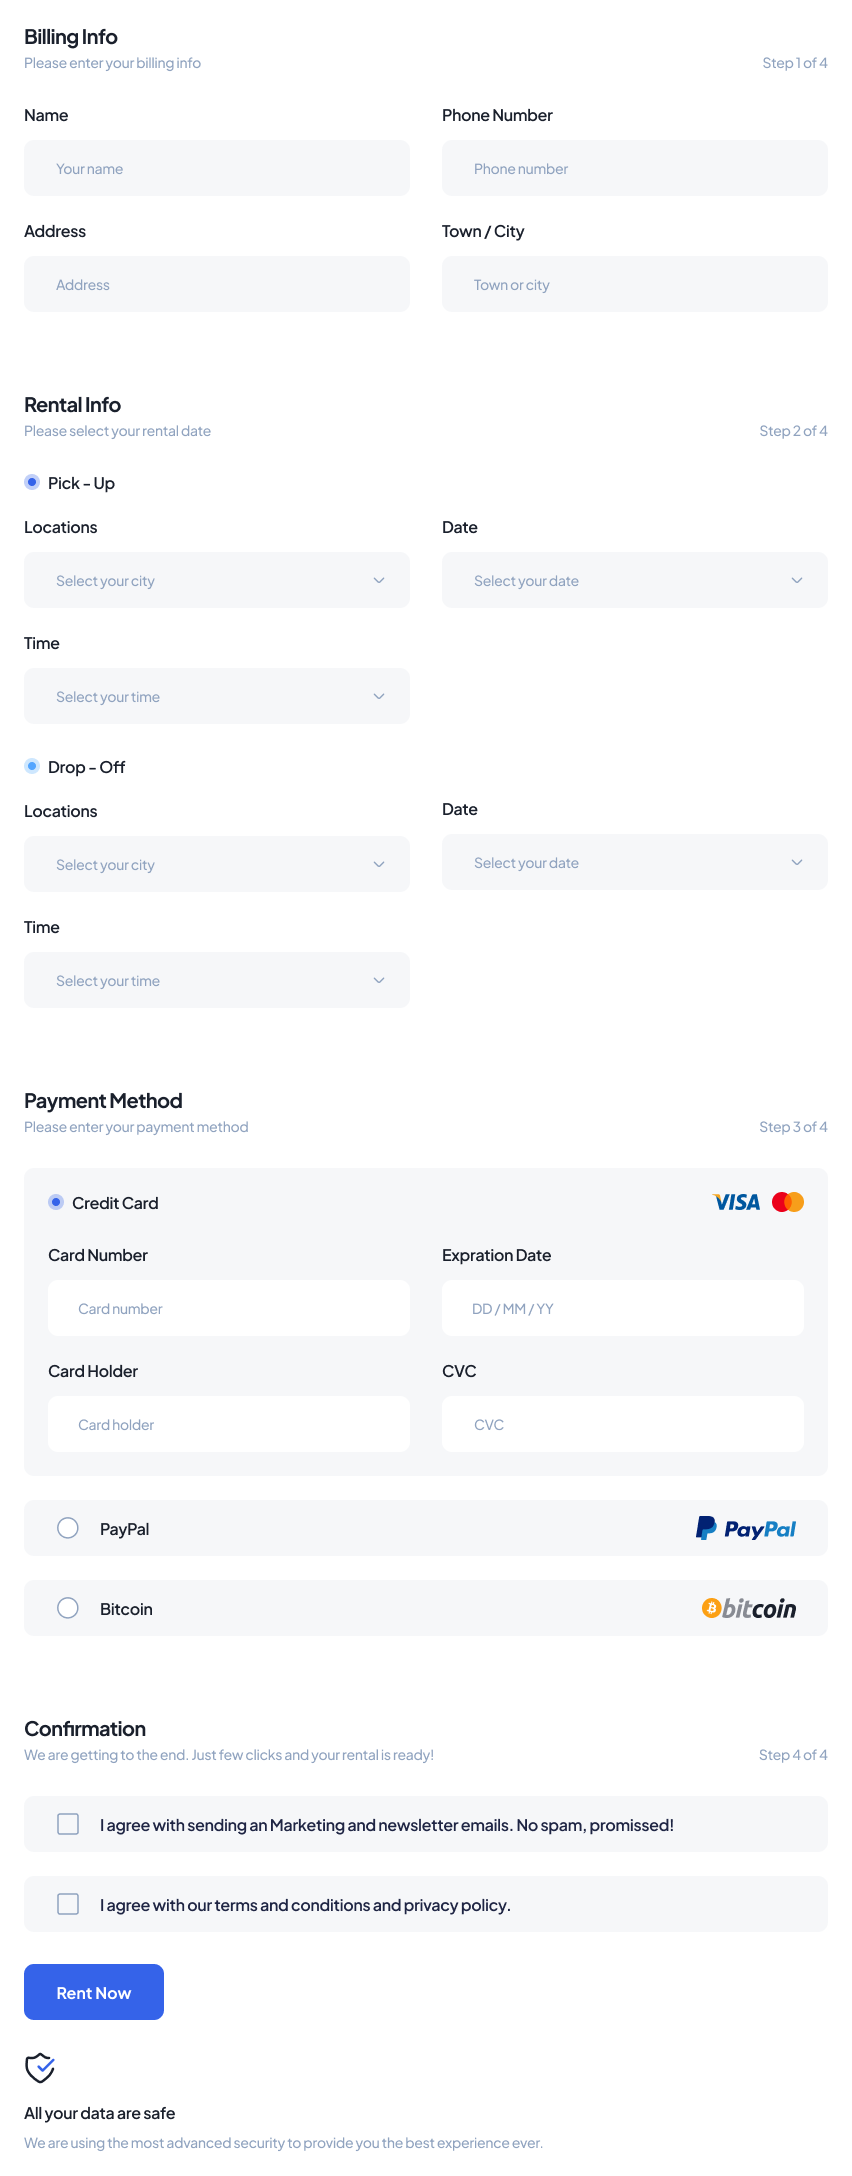 Billing Info
Please enter your billing info
Step 1 of 4
Name
Phone Number
Your name
Phone number
Address
Town / City
Address
Town or city
Rental Info
Please select your rental date
Step 2 of 4
Pick - Up
Locations
Date
Select your city
Select your date
Time
Select your time
Drop - Off
Locations
Date
Select your city
Select your date
Time
Select your time
Payment Method
Please enter your payment method
Step 3 of 4
Credit Card
VISA
Card Number
Expration Date
Card number
DD / MM / YY
Card Holder
CVC
Card holder
CVC
PayPal
PayPal
Bitcoin
bitcoin
Confirmation
We are getting to the end. Just few clicks and your rental is ready!
Step 4 of 4
I agree with sending an Marketing and newsletter emails. No spam, promissed!
I agree with our terms and conditions and privacy policy.
Rent Now
All your data are safe
We are using the most advanced security to provide you the best experience ever.